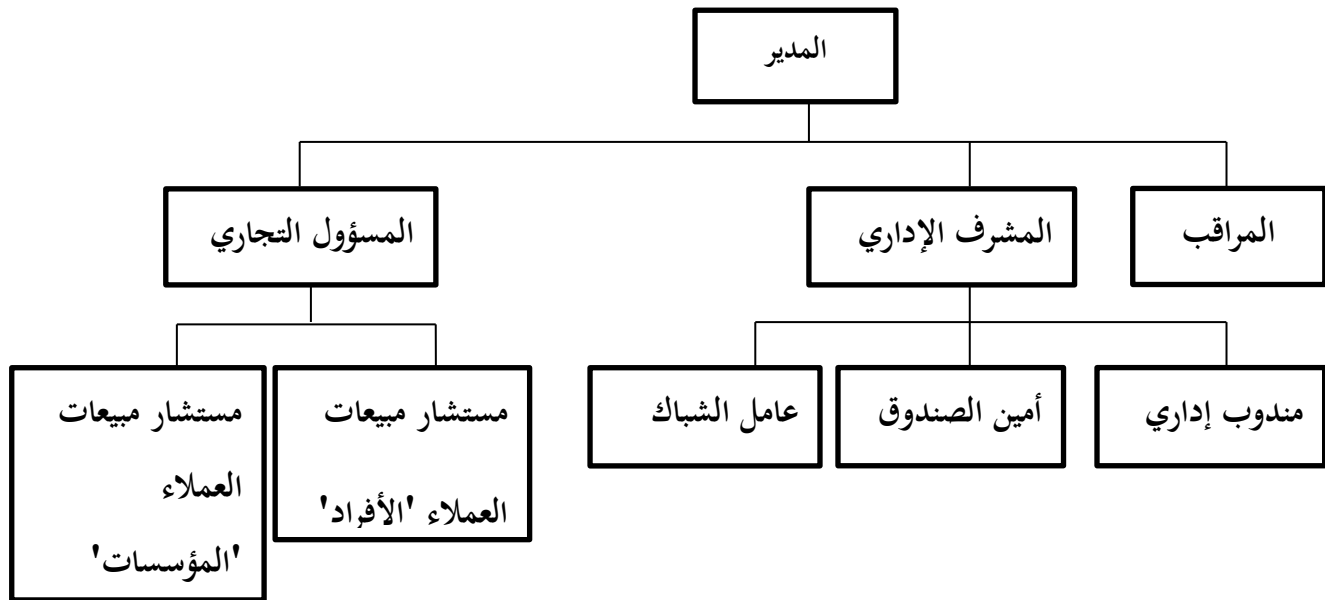 المدير
المراقب
المشرف الإداري
المسؤول التجاري
مندوب إداري
أمين الصندوق
عامل الشباك
مستشار مبيعات
العملاء 'الأفراد'
مستشار مبيعات
العملاء
'المؤسسات'